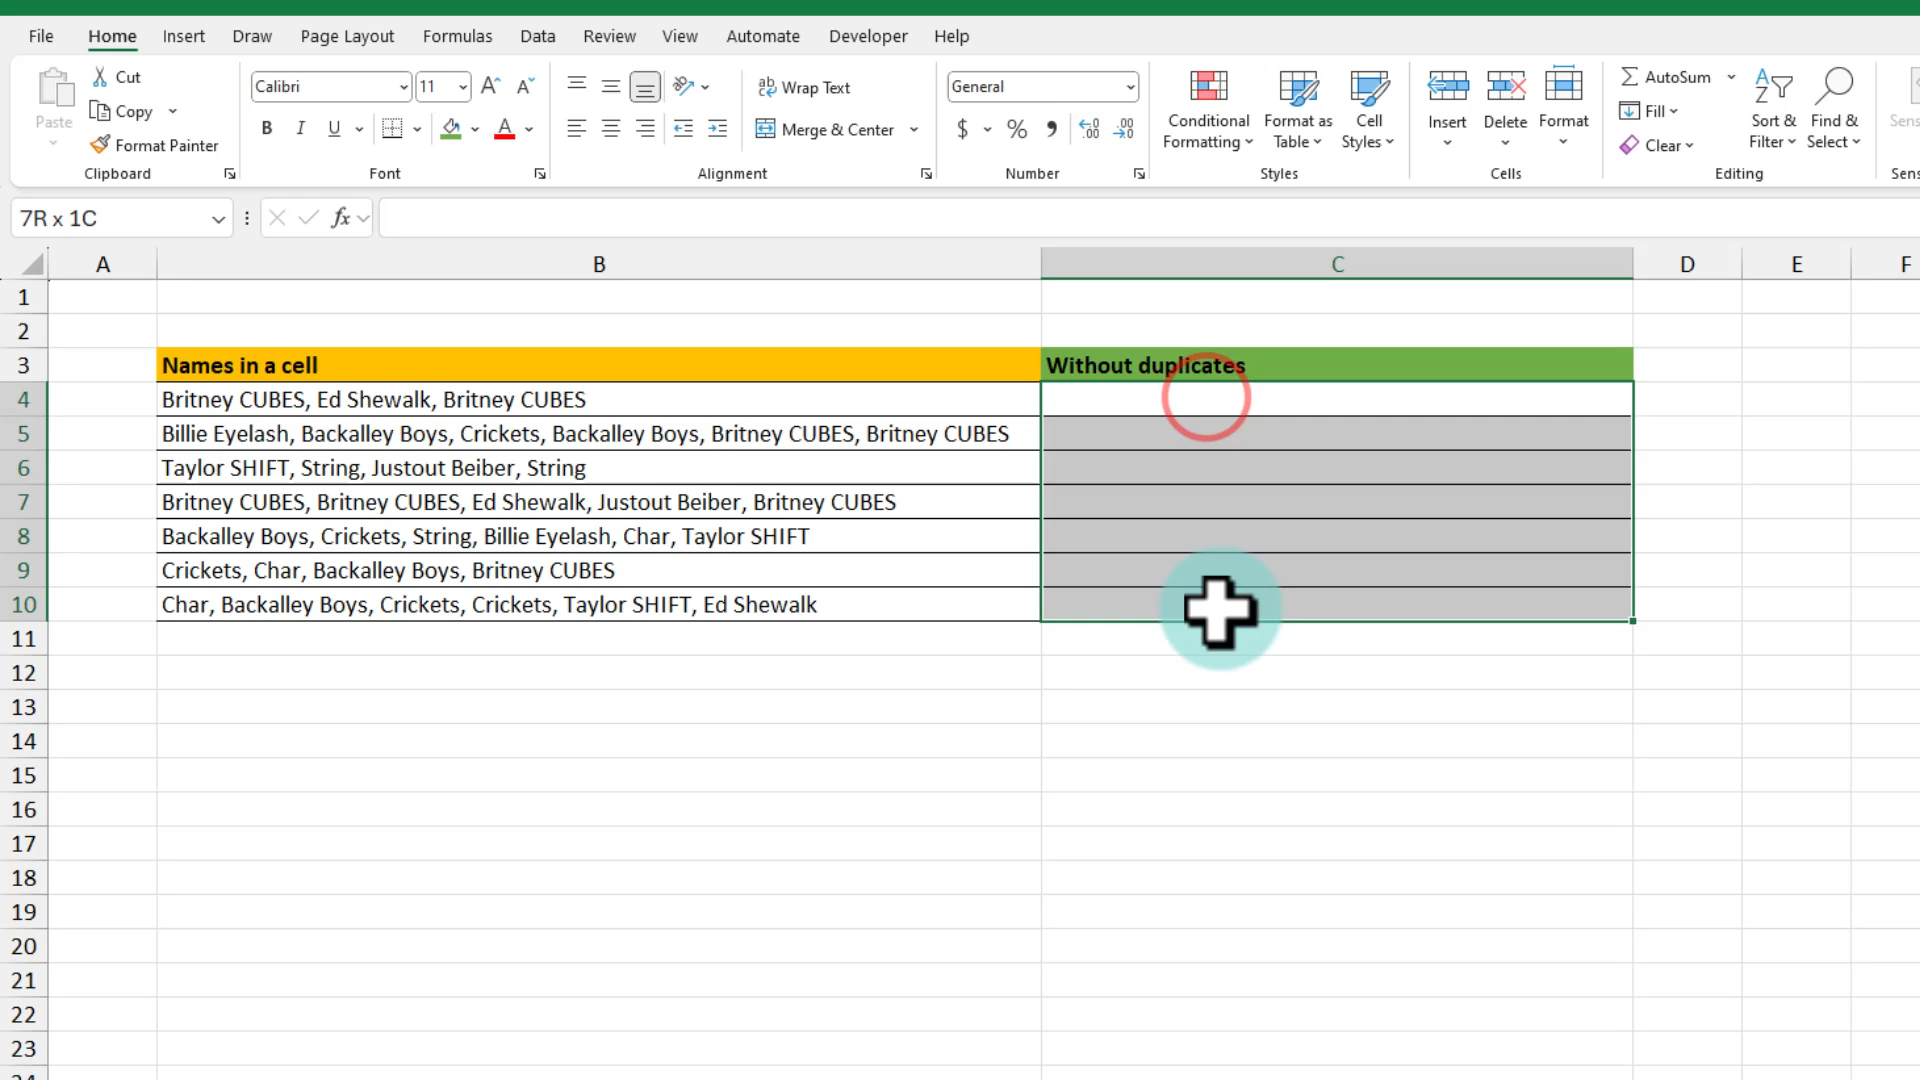 File Home Insert Draw Page Layout Formulas Data Review View Automate Developer Help
Paste
Cut
Copy
Format Painter
Clipboard
Calibri 11 A A
B I U A
Font
ab Wrap Text
Merge & Center
Alignment
General
$ % 9 .00 .00
Number
Conditional Formatting
Format as Table
Cell Styles
Styles
Insert
Delete
Format
Cells
AutoSum
Fill
Clear
Sort & Filter
Find & Select
Editing
Sens
Sens
7R x 1C fx
A B C D E F
1
2
3 Names in a cell Without duplicates
4 Britney CUBES, Ed Shewalk, Britney CUBES
5 Billie Eyelash, Backalley Boys, Crickets, Backalley Boys, Britney CUBES, Britney CUBES
6 Taylor SHIFT, String, Justout Beiber, String
7 Britney CUBES, Britney CUBES, Ed Shewalk, Justout Beiber, Britney CUBES
8 Backalley Boys, Crickets, String, Billie Eyelash, Char, Taylor SHIFT
9 Crickets, Char, Backalley Boys, Britney CUBES
10 Char, Backalley Boys, Crickets, Crickets, Taylor SHIFT, Ed Shewalk
11
12
13
14
15
16
17
18
19
20
21
22
23